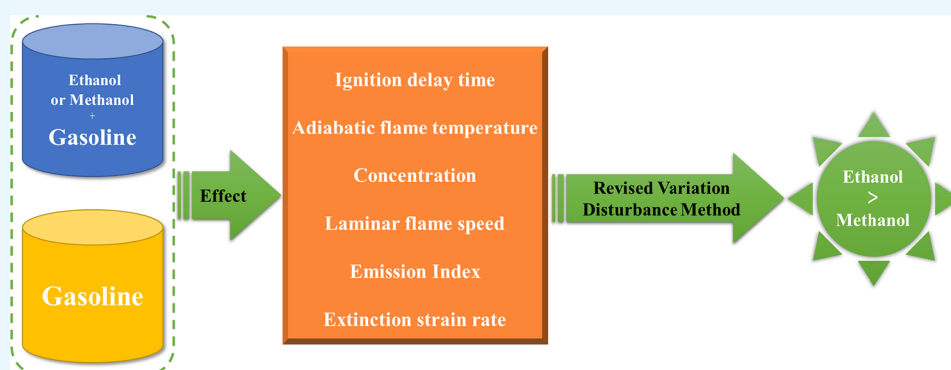 Ethanol
or Methanol
+
Gasoline
Gasoline
Effect
Ignition delay time
Adiabatic flame temperature
Concentration
Laminar flame speed
Emission Index
Extinction strain rate
Revised Variation
Disturbance Method
Ethanol
>
Methanol